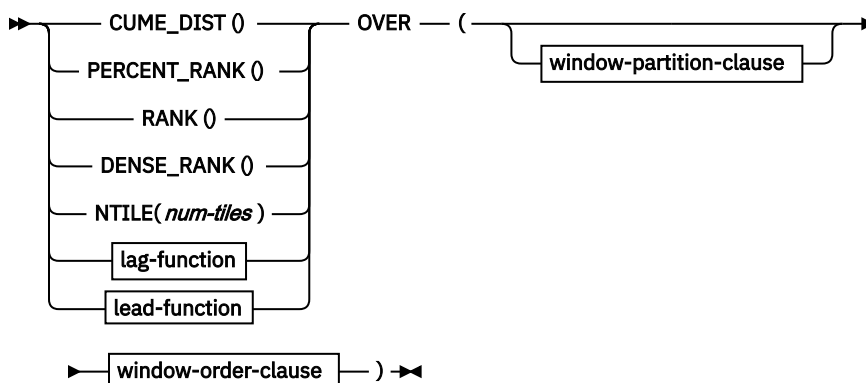 CUME_DIST () OVER (
window-partition-clause
PERCENT_RANK ()
RANK ()
DENSE_RANK ()
NTILE( num-tiles )
lag-function
lead-function
window-order-clause )